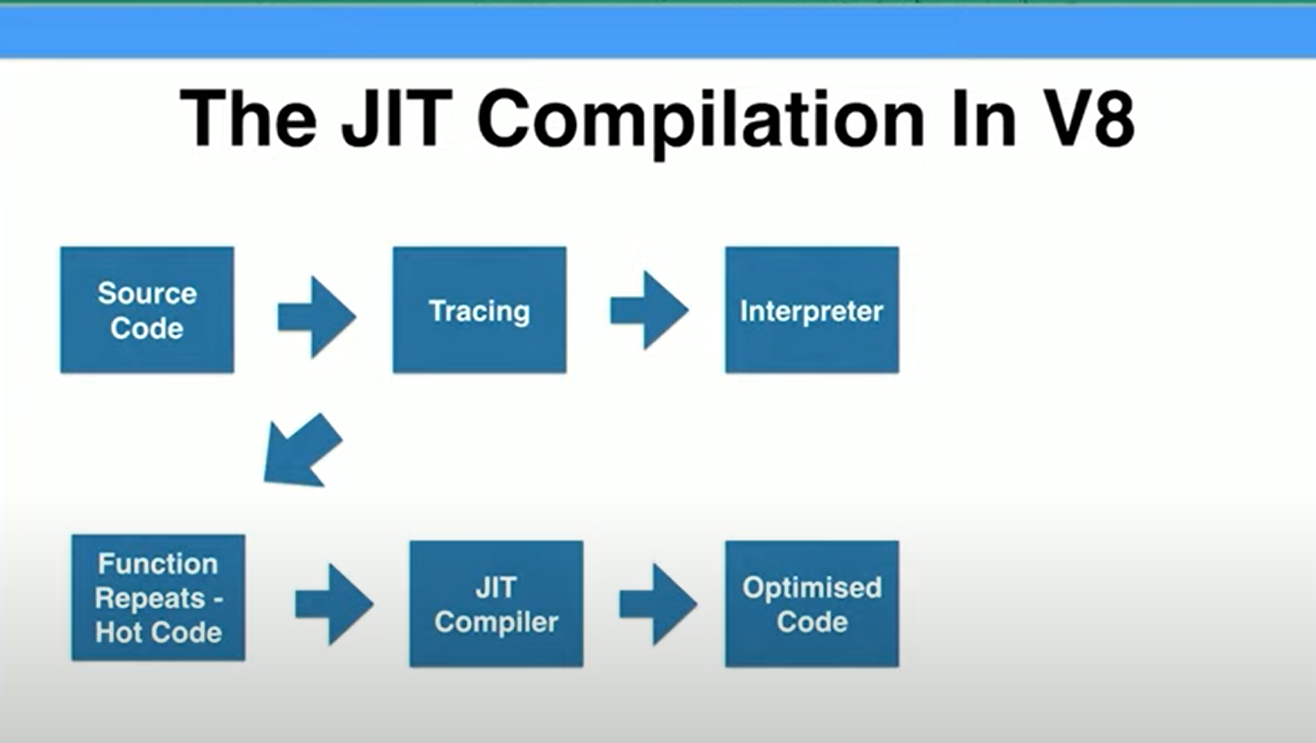 The JIT Compilation In V8
Source
Code
Tracing
Interpreter
Function
Repeats -
Hot Code
JIT
Compiler
Optimised
Code